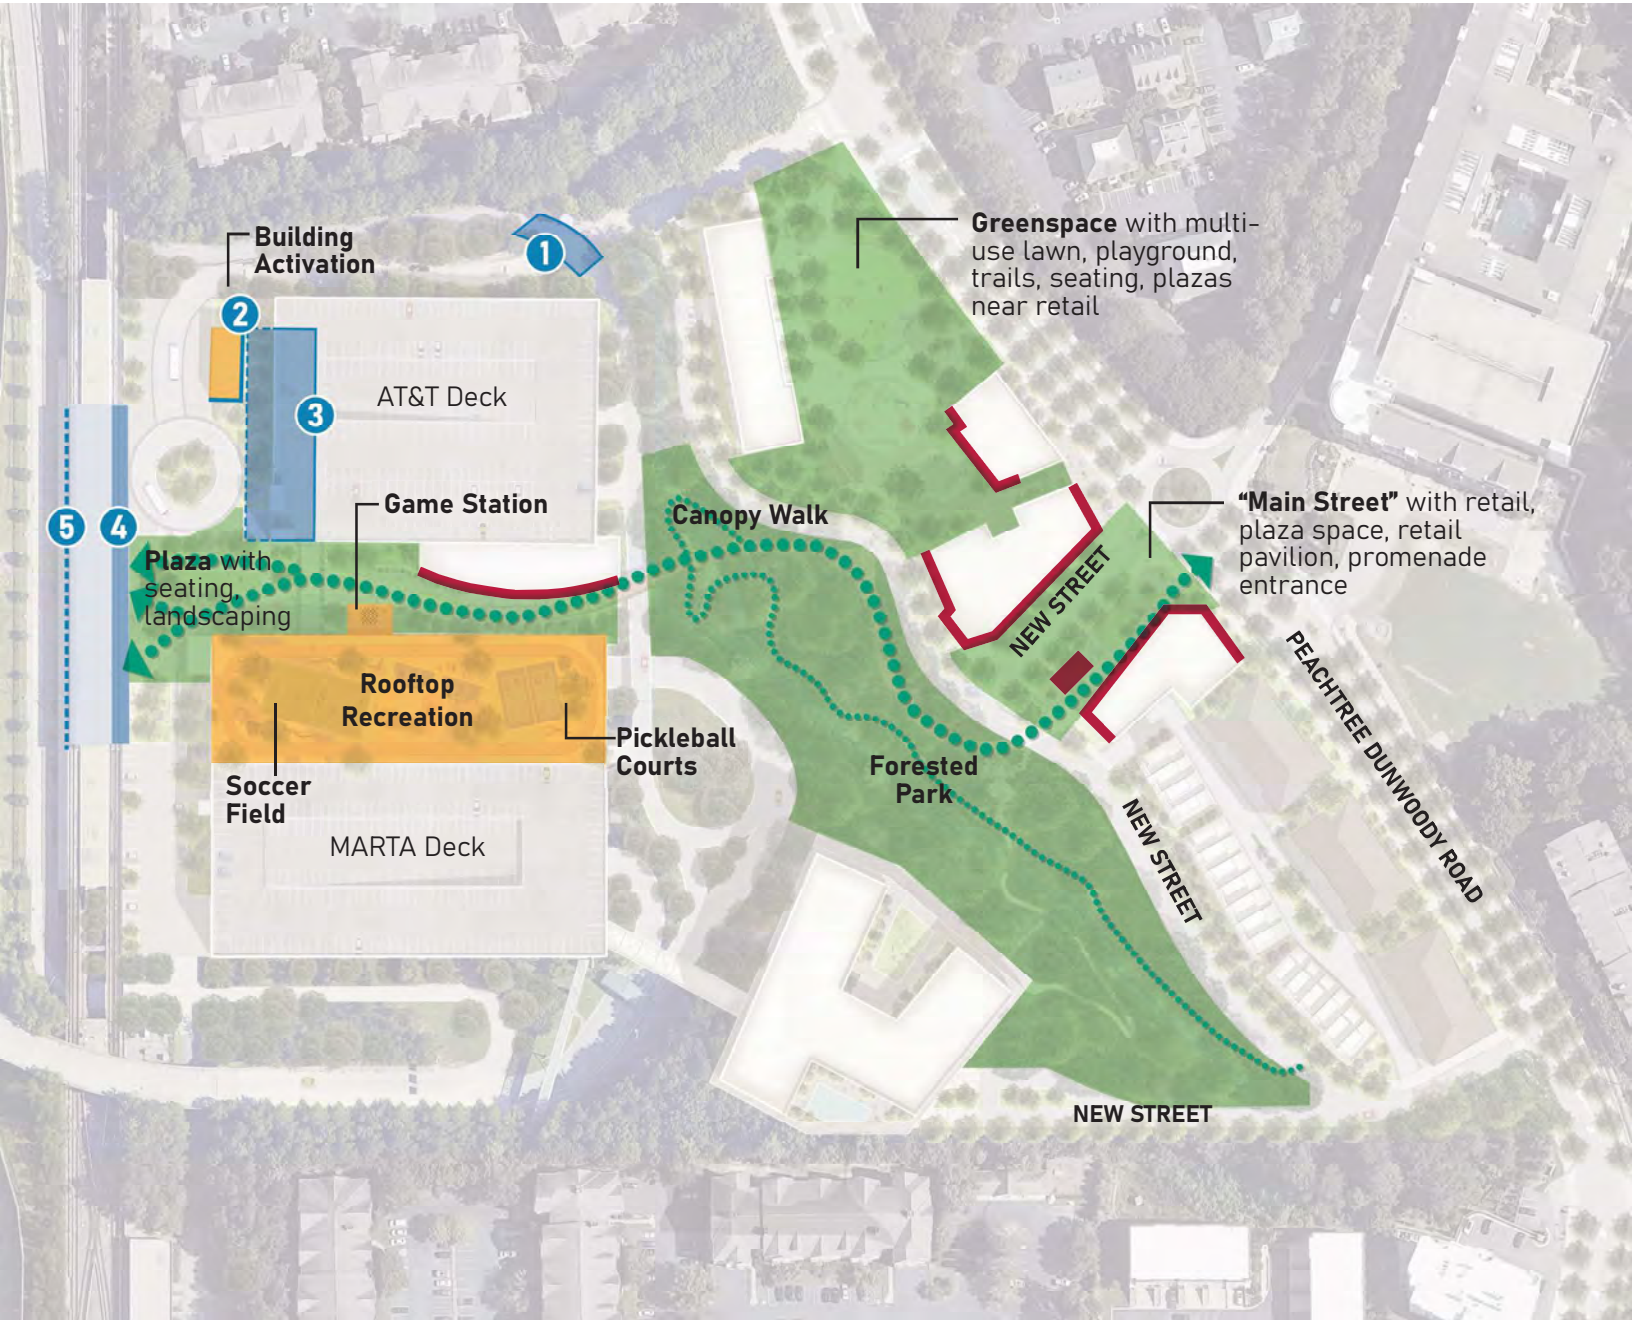 Building
Activation
1
2
3
AT&T Deck
Greenspace with multi-
use lawn, playground,
trails, seating, plazas
near retail
Game Station
Canopy Walk
"Main Street" with retail,
plaza space, retail
pavilion, promenade
entrance
5
4
Plaza with
seating,
landscaping
NEW STREET
Rooftop
Recreation
Pickleball
Courts
Soccer
Field
MARTA Deck
Forested
Park
PEACHTREE DUNWOODY ROAD
NEW STREET
NEW STREET